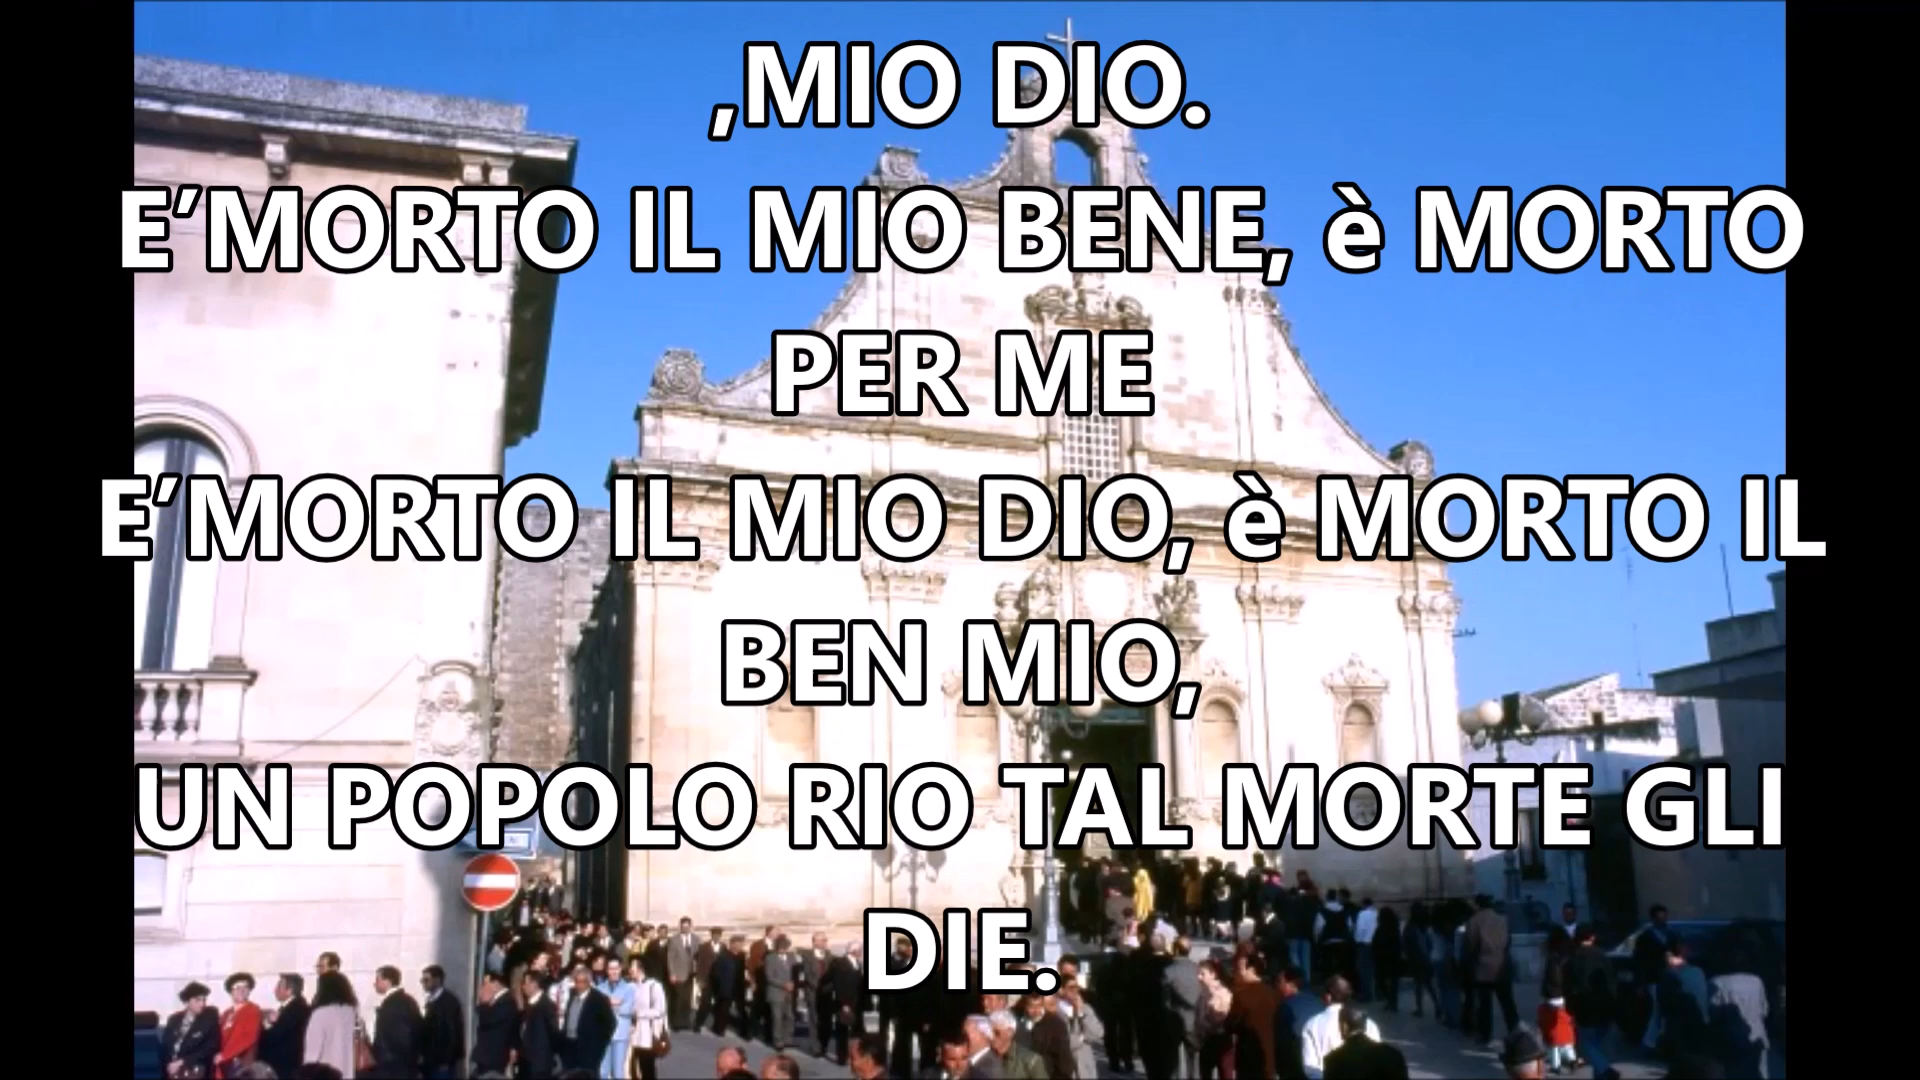 ,MIO DIO.
E’MORTO IL MIO BENE, è MORTO
PER ME
E’MORTO IL MIO DIO, è MORTO IL
BEN MIO,
UN POPOLO RIO TAL MORTE GLI
DIE.